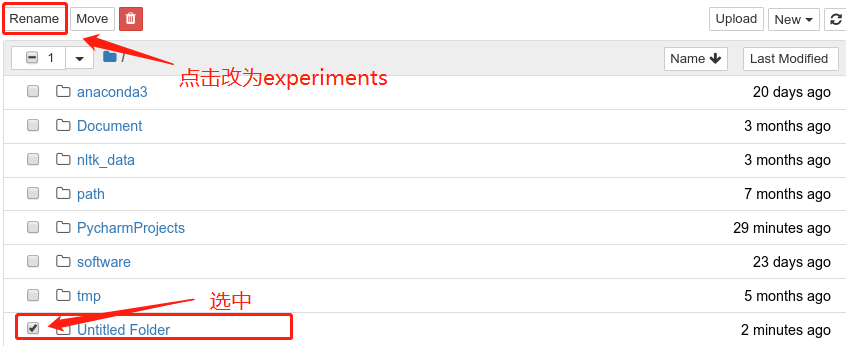 Rename Move Upload New
1 / Name Last Modified
点击改为experiments
anaconda3 20 days ago
Document 3 months ago
nltk_data 3 months ago
path 7 months ago
PycharmProjects 29 minutes ago
software 23 days ago
tmp 5 months ago
选中
Untitled Folder 2 minutes ago